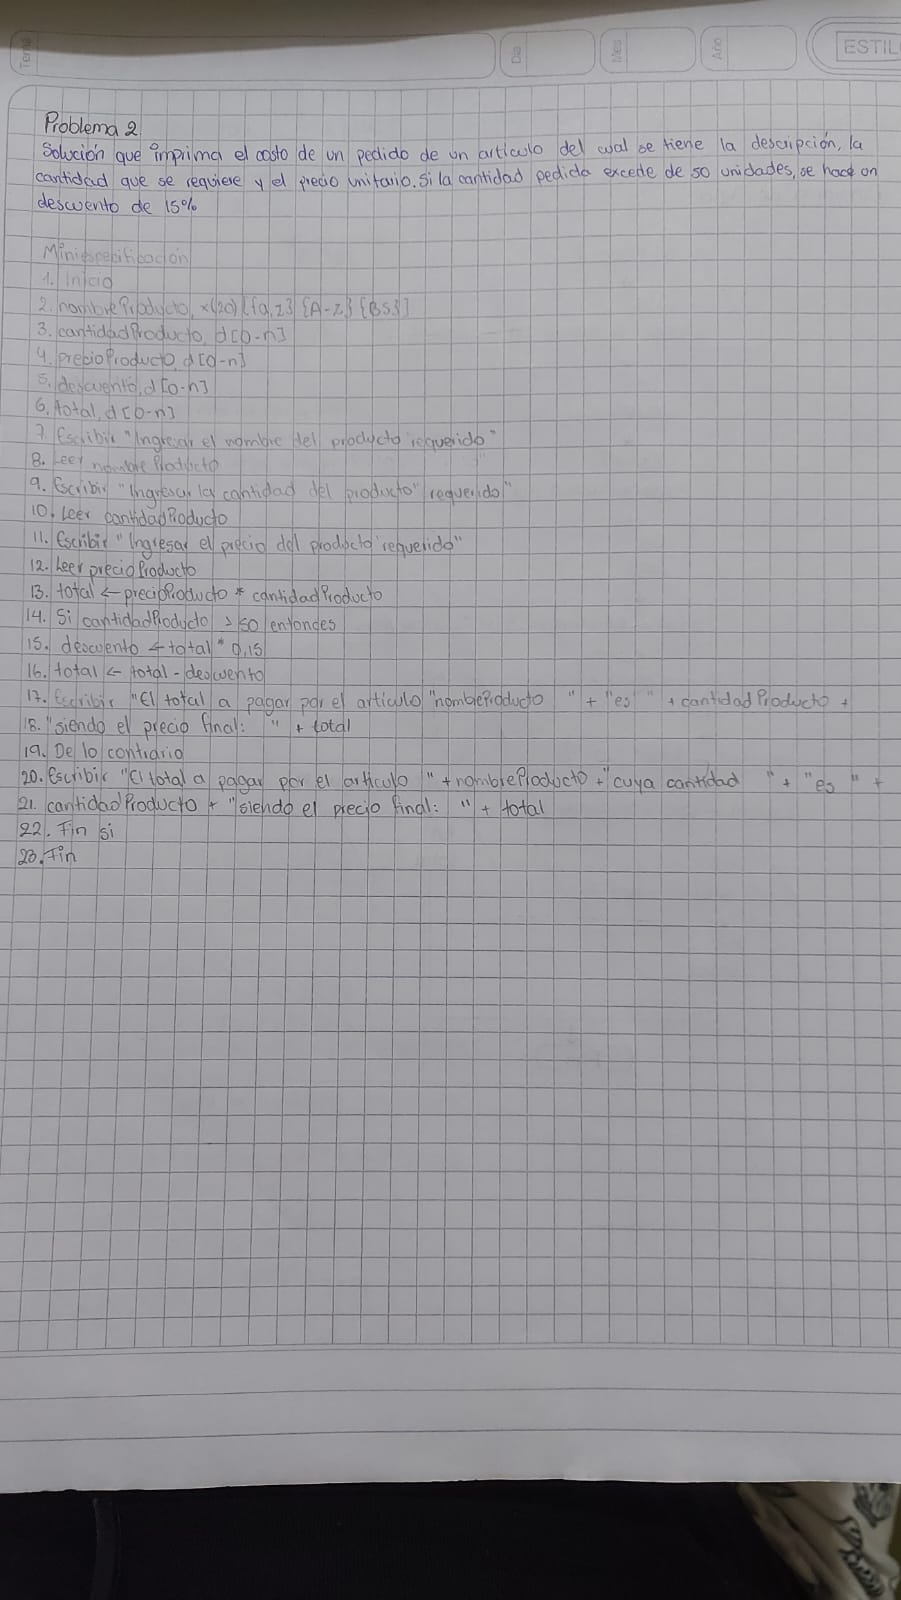 Tema
Día
Mes
Año
ESTIL
Problema 2
Solución que imprima el costo de un pedido de un artículo del cual se tiene la descripción, la
cantidad que se requiere y el precio unitario. Si la cantidad pedida excede de 50 unidades, se hace un
descuento de 15%
Miniespecificación
1. Inicio
2. nombreProducto, x(20) [{a,z} {A-Z} {BS}]
3. cantidadProducto, d[0-n]
4. precioProducto, d[0-n]
5. descuento, d[0-n]
6. total, d[0-n]
7. Escribir "Ingresar el nombre del producto requerido"
8. Leer nombreProducto
9. Escribir "Ingresar la cantidad del producto" requerido"
10. Leer cantidadProducto
11. Escribir "Ingresar el precio del producto requerido"
12. Leer precioProducto
13. total ← precioProducto * cantidadProducto
14. Si cantidadProducto > 50 entondes
15. descuento ← total * 0,15
16. total ← total - descuento
17. Escribir "El total a pagar por el artículo "nombreProducto " + "es " + cantidadProducto +
18. "siendo el precio final: " + total
19. De lo contrario
20. Escribir "El total a pagar por el artículo " + nombreProducto + "cuya cantidad " + "es " +
21. cantidadProducto + "siendo el precio final: " + total
22. Fin si
23. Fin